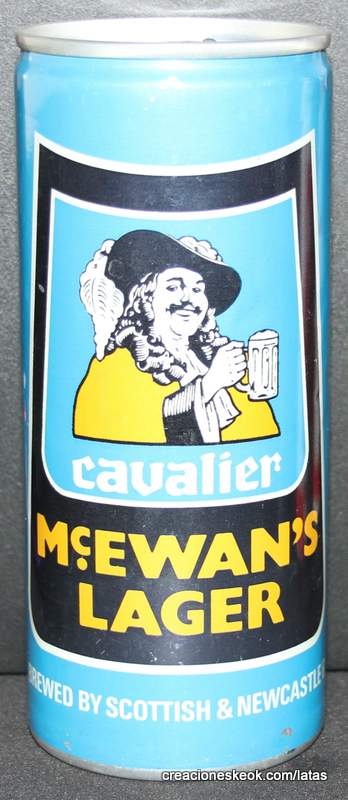 cavalier
McEWAN'S
LAGER
BREWED BY SCOTTISH & NEWCASTLE
creacioneskeok.com/latas